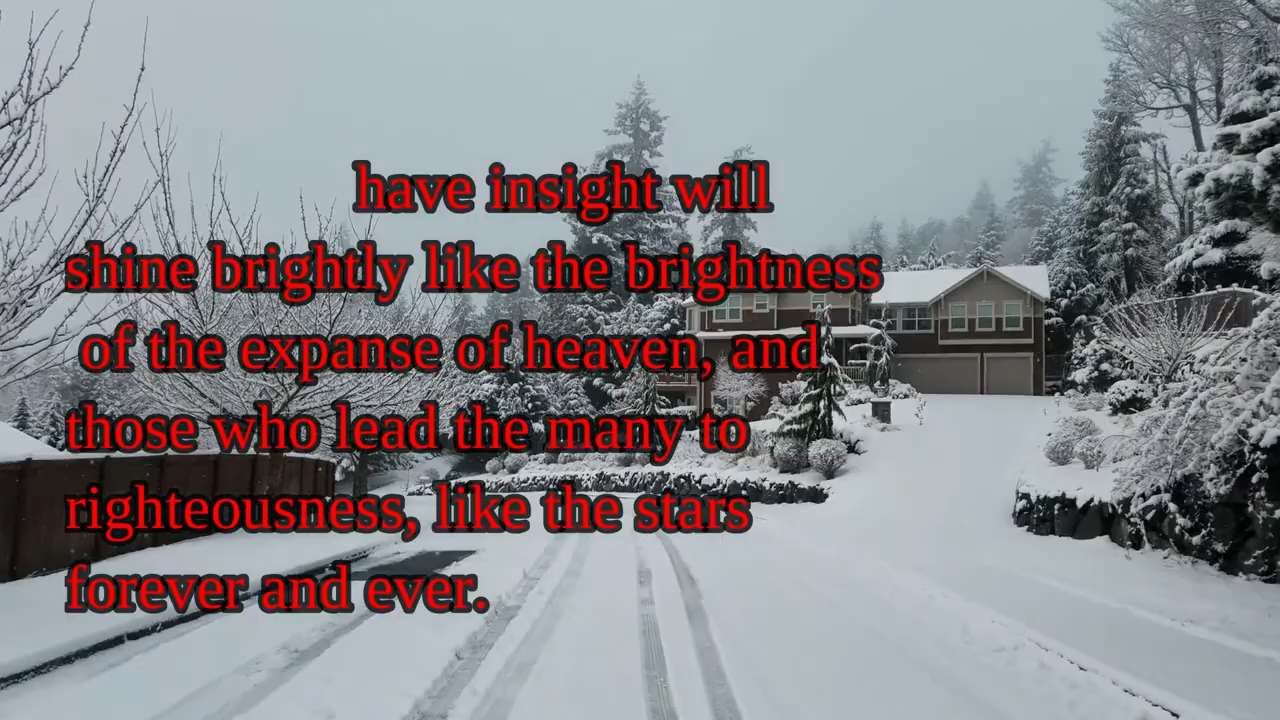 have insight will
shine brightly like the brightness
of the expanse of heaven, and
those who lead the many to
righteousness, like the stars
forever and ever.